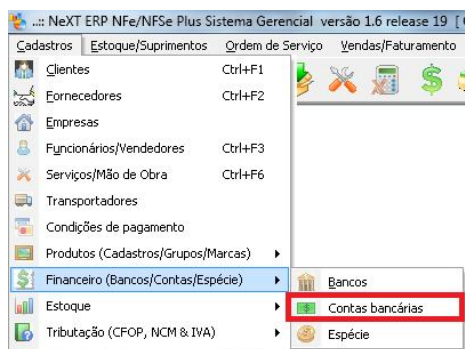 ..:: NeXT ERP NFe/NFSe Plus Sistema Gerencial versão 1.6 release 19 [
Cadastros Estoque/Suprimentos Ordem de Serviço Vendas/Faturamento
Clientes Ctrl+F1
Fornecedores Ctrl+F2
Empresas
Funcionários/Vendedores Ctrl+F3
Serviços/Mão de Obra Ctrl+F6
Transportadores
Condições de pagamento
Produtos (Cadastros/Grupos/Marcas)
Financeiro (Bancos/Contas/Espécie) Bancos
Estoque Contas bancárias
Tributação (CFOP, NCM & IVA) Espécie